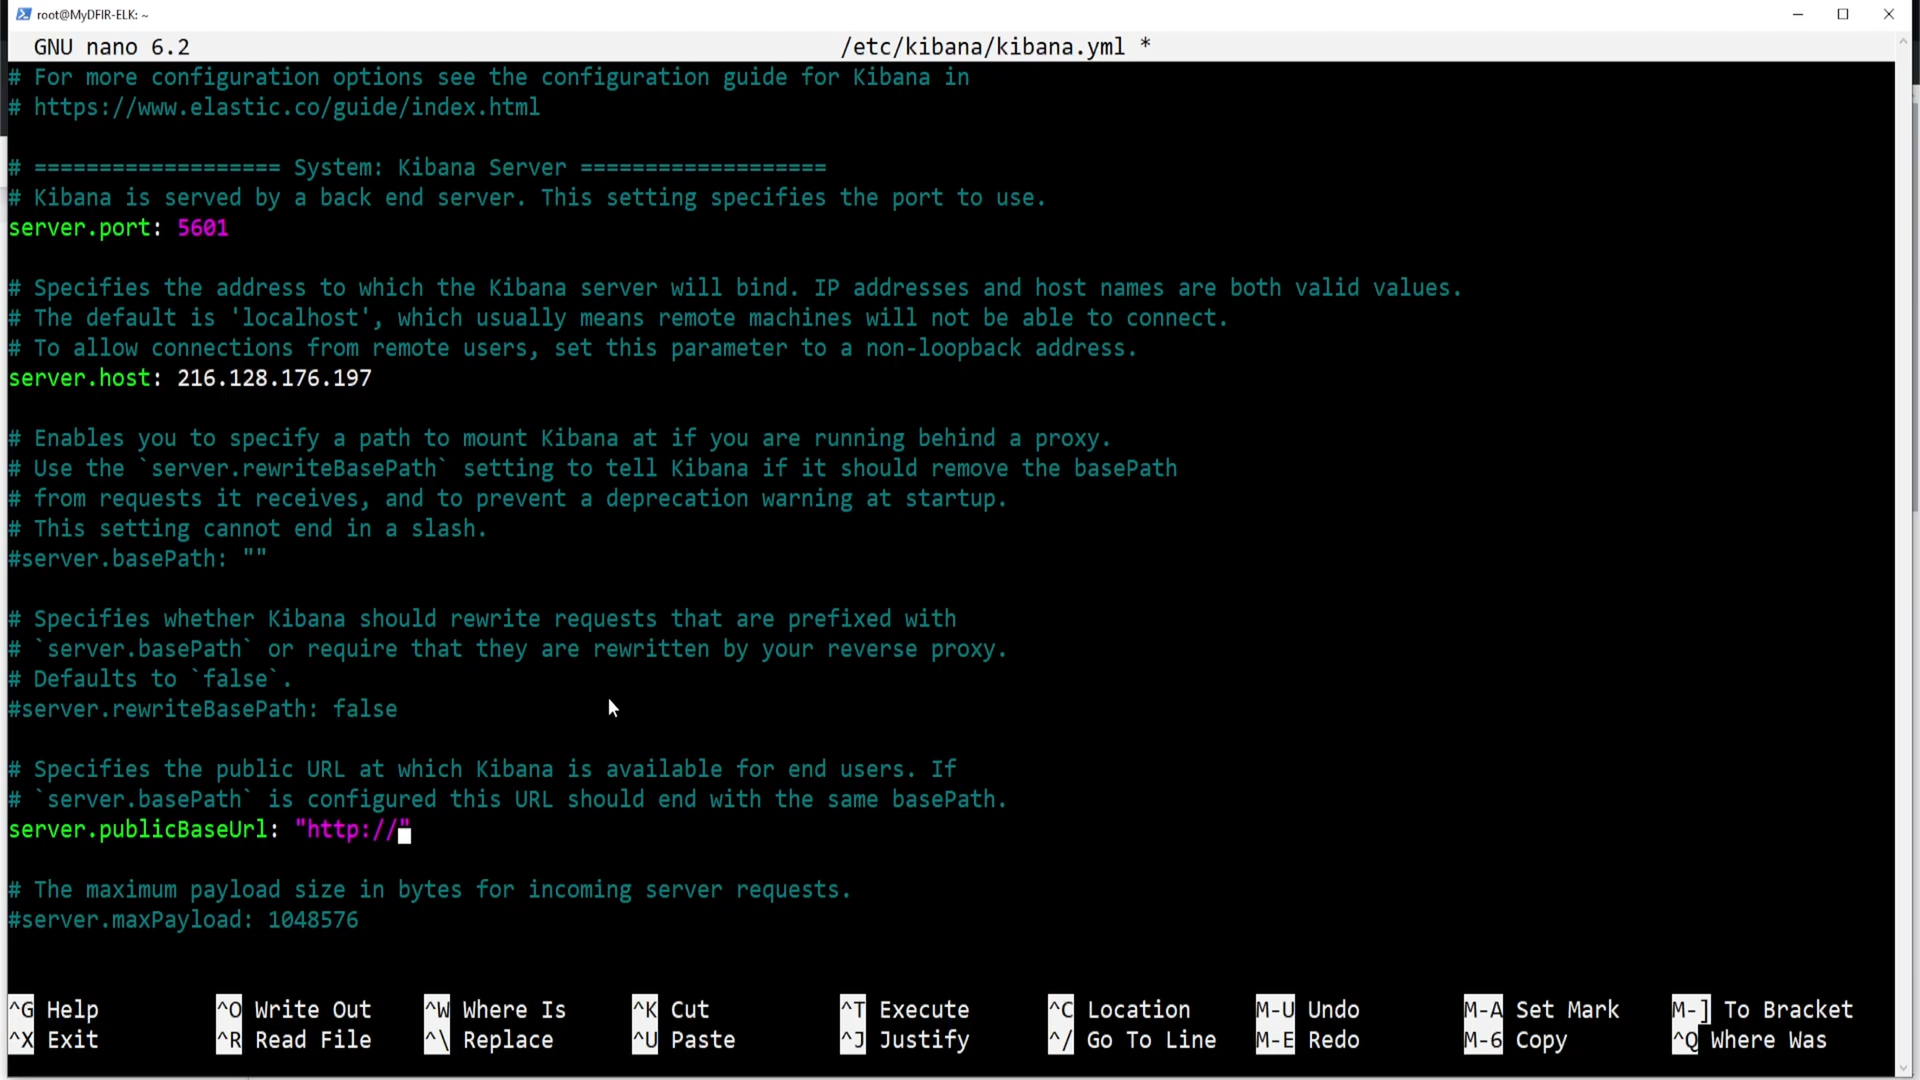 root@MyDFIR-ELK: ~
GNU nano 6.2 /etc/kibana/kibana.yml *
# For more configuration options see the configuration guide for Kibana in
# https://www.elastic.co/guide/index.html
# =================== System: Kibana Server ===================
# Kibana is served by a back end server. This setting specifies the port to use.
server.port: 5601
# Specifies the address to which the Kibana server will bind. IP addresses and host names are both valid values.
# The default is 'localhost', which usually means remote machines will not be able to connect.
# To allow connections from remote users, set this parameter to a non-loopback address.
server.host: 216.128.176.197
# Enables you to specify a path to mount Kibana at if you are running behind a proxy.
# Use the `server.rewriteBasePath` setting to tell Kibana if it should remove the basePath
# from requests it receives, and to prevent a deprecation warning at startup.
# This setting cannot end in a slash.
#server.basePath: ""
# Specifies whether Kibana should rewrite requests that are prefixed with
# `server.basePath` or require that they are rewritten by your reverse proxy.
# Defaults to `false`.
#server.rewriteBasePath: false
# Specifies the public URL at which Kibana is available for end users. If
# `server.basePath` is configured this URL should end with the same basePath.
server.publicBaseUrl: "http://"
# The maximum payload size in bytes for incoming server requests.
#server.maxPayload: 1048576
^G Help ^O Write Out ^W Where Is ^K Cut ^T Execute ^C Location M-U Undo M-A Set Mark M-] To Bracket
^X Exit ^R Read File ^\ Replace ^U Paste ^J Justify ^/ Go To Line M-E Redo M-6 Copy ^Q Where Was